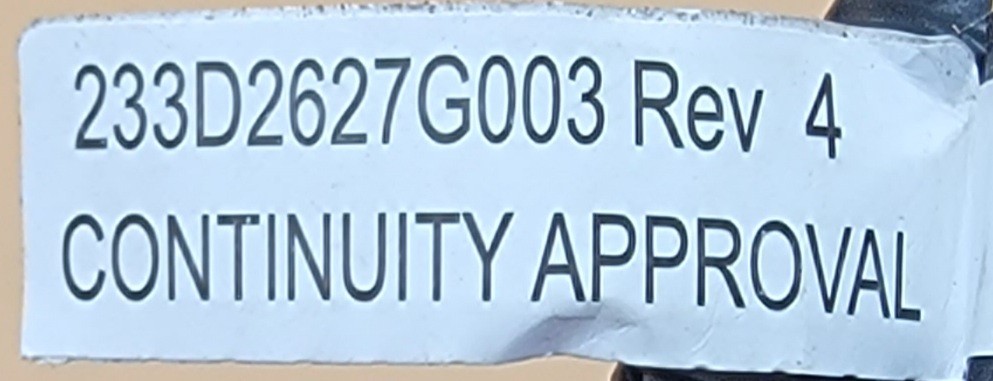 233D2627G003 Rev 4
CONTINUITY APPROVAL